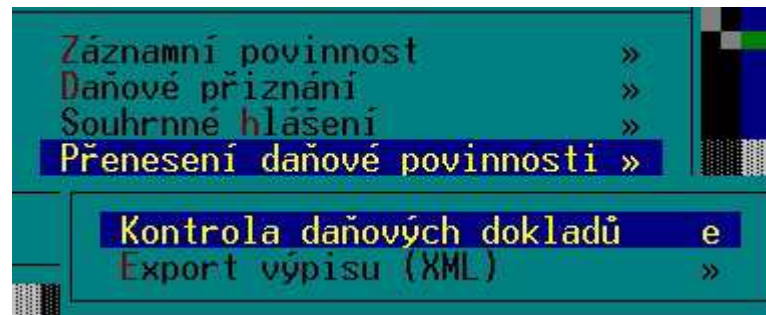 Záznamní povinnost »
Daňové přiznání »
Souhrnné hlášení »
Přenesení daňové povinnosti »
Kontrola daňových dokladů e
Export výpisu (XML) »